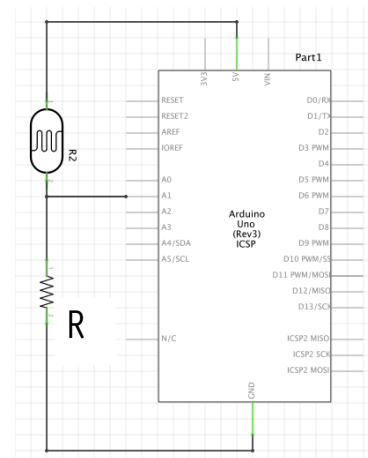 Part1
3V3
5V
VIN
RESET
RESET2
AREF
IOREF
A0
A1
A2
A3
A4/SDA
A5/SCL
N/C
Arduino
Uno
(Rev3)
ICSP
D0/RX
D1/TX
D2
D3 PWM
D4
D5 PWM
D6 PWM
D7
D8
D9 PWM
D10 PWM/SS
D11 PWM/MOSI
D12/MISO
D13/SCK
ICSP2 MISO
ICSP2 SCK
ICSP2 MOSI
GND
R2
R